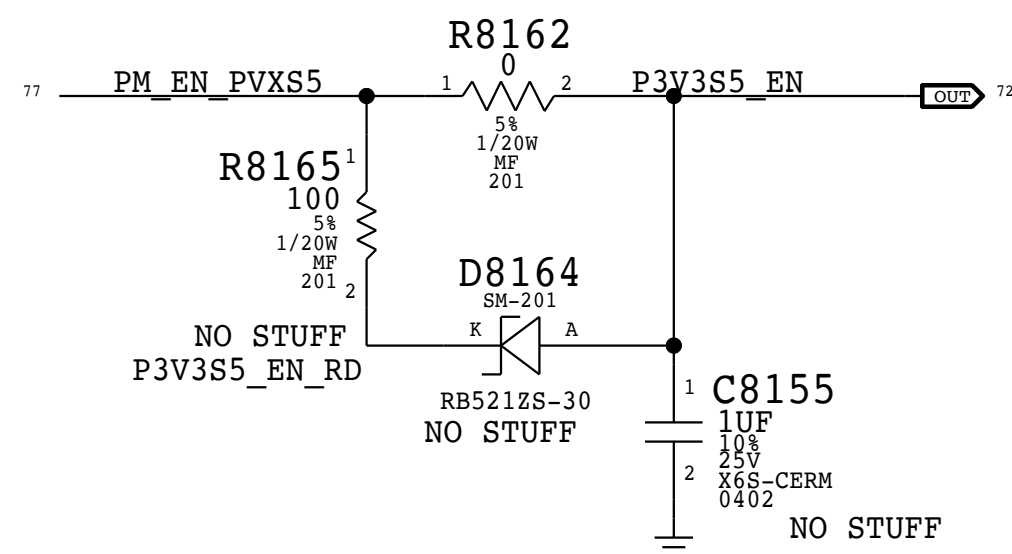 R8162
0
77 PM_EN_PVXS5 1 2 P3V3S5_EN OUT 72
5%
1/20W
MF
201
R8165 1
100
5%
1/20W
MF
201 2
D8164
SM-201
K A
NO STUFF
P3V3S5_EN_RD
RB521ZS-30
NO STUFF
1 C8155
1UF
10%
25V
2 X6S-CERM
0402
NO STUFF